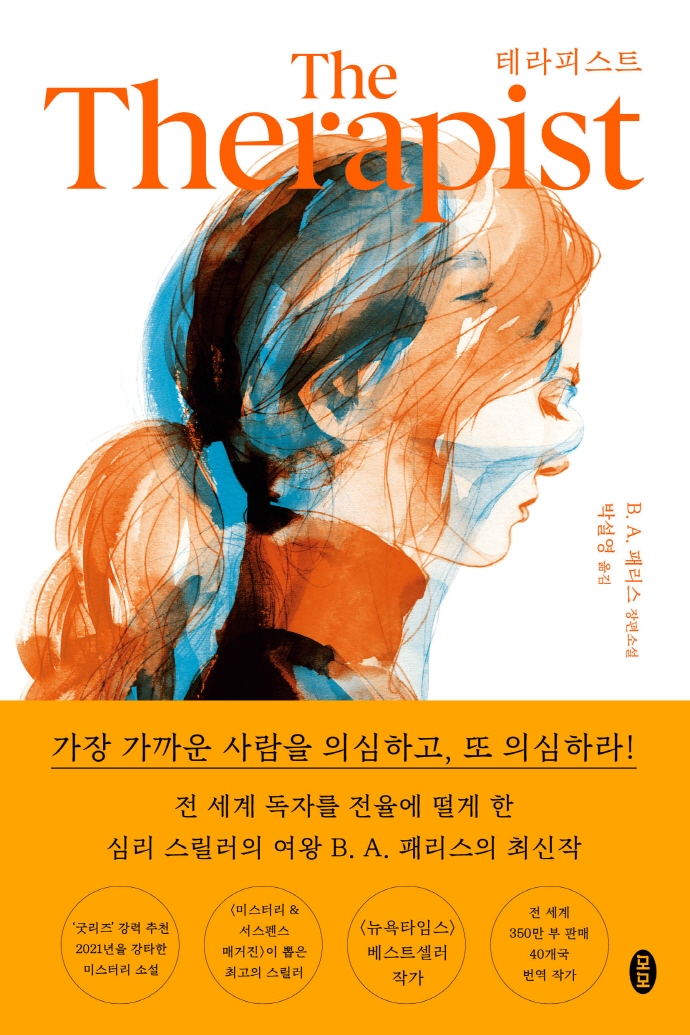 The
테라피스트
Therapist
B. A. 패리스 장편소설
박설영 옮김
가장 가까운 사람을 의심하고, 또 의심하라!
전 세계 독자를 전율에 떨게 한
심리 스릴러의 여왕 B. A. 패리스의 최신작
‘굿리즈’ 강력 추천
2021년을 강타한
미스터리 소설
〈미스터리 &
서스펜스
매거진〉이 뽑은
최고의 스릴러
〈뉴욕타임스〉
베스트셀러
작가
전 세계
350만 부 판매
40개국
번역 작가
모모